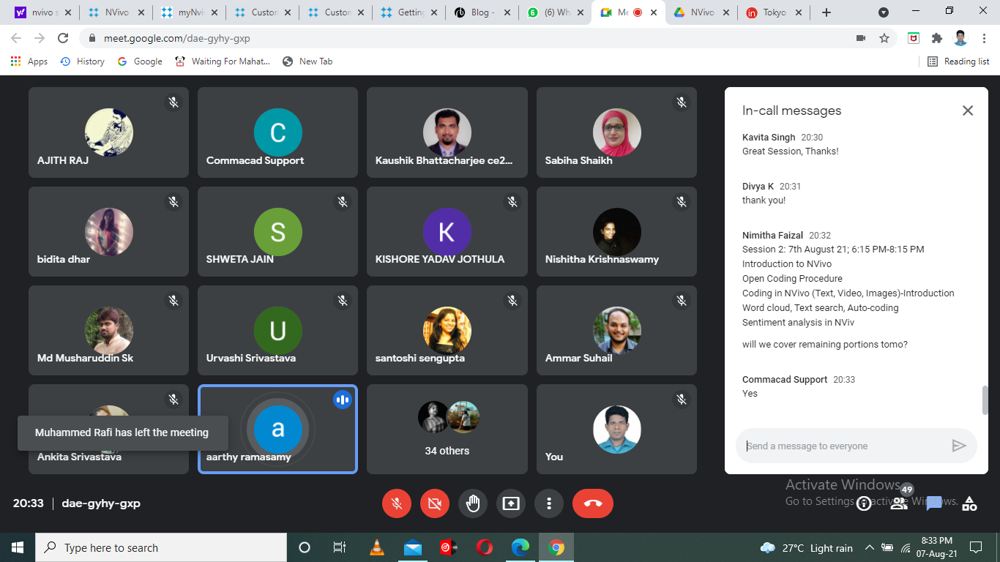 nvivo s
NVivo
myNvi
Custon
Custon
Getting
Blog -
(6) Wh
Me
NVivo
Tokyo
meet.google.com/dae-gyhy-gxp
Apps
History
Google
Waiting For Mahat...
New Tab
Reading list
AJITH RAJ
C
Commacad Support
Kaushik Bhattacharjee ce2...
Sabiha Shaikh
bidita dhar
S
SHWETA JAIN
K
KISHORE YADAV JOTHULA
Nishitha Krishnaswamy
Md Musharuddin Sk
U
Urvashi Srivastava
santoshi sengupta
Ammar Suhail
Muhammed Rafi has left the meeting
Ankita Srivastava
a
aarthy ramasamy
34 others
You
In-call messages
Kavita Singh 20:30
Great Session, Thanks!
Divya K 20:31
thank you!
Nimitha Faizal 20:32
Session 2: 7th August 21; 6:15 PM-8:15 PM
Introduction to NVivo
Open Coding Procedure
Coding in NVivo (Text, Video, Images)-Introduction
Word cloud, Text search, Auto-coding
Sentiment analysis in NViv
will we cover remaining portions tomo?
Commacad Support 20:33
Yes
Send a message to everyone
Activate Windows
Go to Settings to activate Windows.
49
20:33 | dae-gyhy-gxp
Type here to search
27°C Light rain
8:33 PM
07-Aug-21